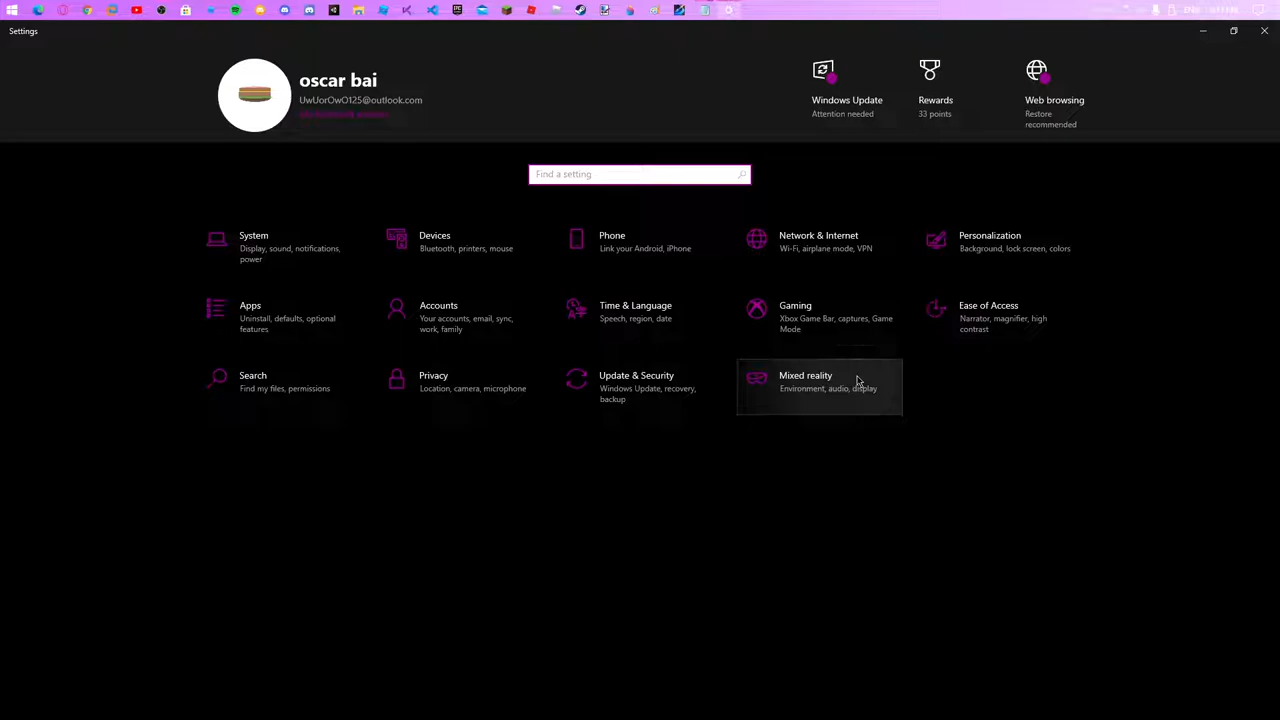 Settings
oscar bai
UwUorOwO125@outlook.com
Windows Update
Attention needed
Rewards
33 points
Web browsing
Restore
recommended
Find a setting
System
Display, sound, notifications,
power
Devices
Bluetooth, printers, mouse
Phone
Link your Android, iPhone
Network & Internet
Wi-Fi, airplane mode, VPN
Personalization
Background, lock screen, colors
Apps
Uninstall, defaults, optional
features
Accounts
Your accounts, email, sync,
work, family
Time & Language
Speech, region, date
Gaming
Xbox Game Bar, captures, Game
Mode
Ease of Access
Narrator, magnifier, high
contrast
Search
Find my files, permissions
Privacy
Location, camera, microphone
Update & Security
Windows Update, recovery,
backup
Mixed reality
Environment, audio, display